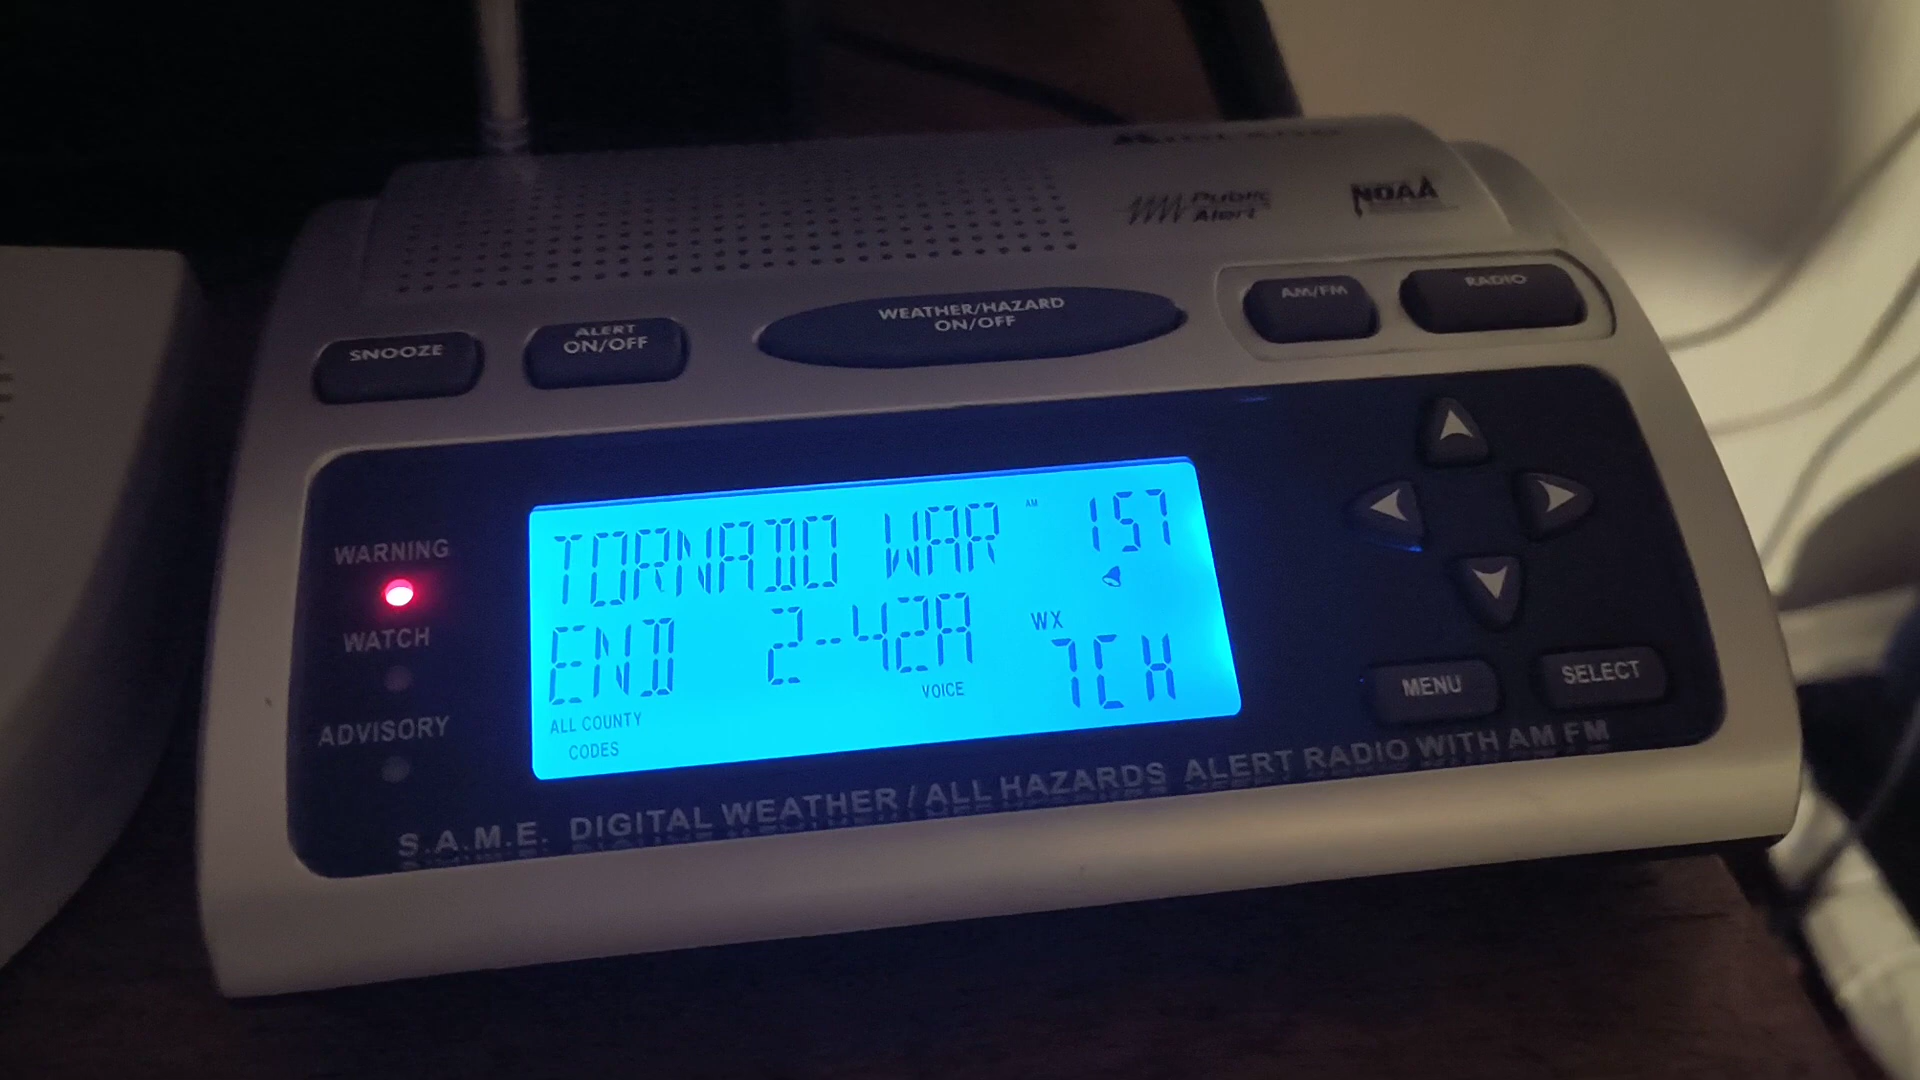 Public
Alert
NOAA
SNOOZE
ALERT
ON/OFF
WEATHER/HAZARD
ON/OFF
AM/FM
RADIO
WARNING
WATCH
ADVISORY
TORNADO WAR
AM
157
END 2-42A
WX
7CH
VOICE
ALL COUNTY
CODES
MENU
SELECT
S.A.M.E. DIGITAL WEATHER / ALL HAZARDS ALERT RADIO WITH AM FM